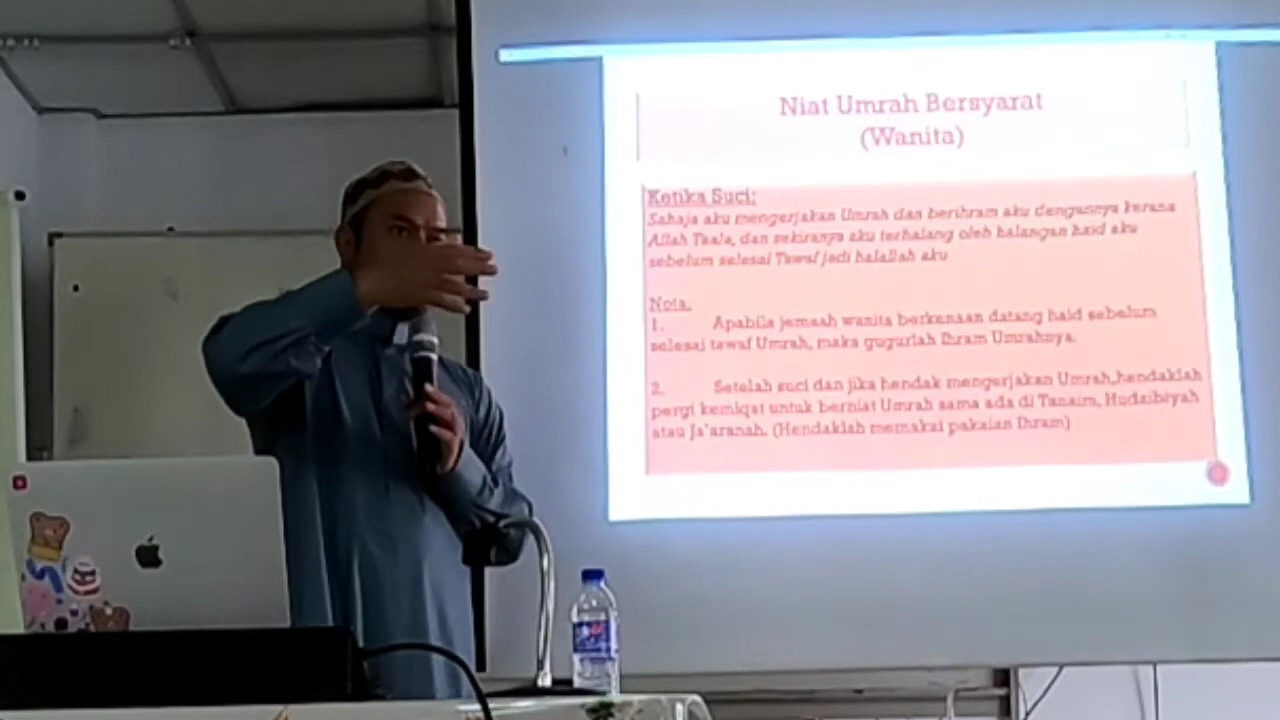 Niat Umrah Bersyarat
(Wanita)
Ketika Suci:
Sahaja aku mengerjakan Umrah dan berihram aku dengannya kerana
Allah Taala, dan sekiranya aku terhalang oleh halangan haid aku
sebelum selesai Tawaf jadi halallah aku
Nota.
1. Apabila jemaah wanita berkenaan datang haid sebelum
selesai tawaf Umrah, maka gugurlah Ihram Umrahnya.
2. Setelah suci dan jika hendak mengerjakan Umrah,hendaklah
pergi kemiqat untuk berniat Umrah sama ada di Tanaim, Hudaibiyah
atau Ja'aranah. (Hendaklah memakai pakaian Ihram)